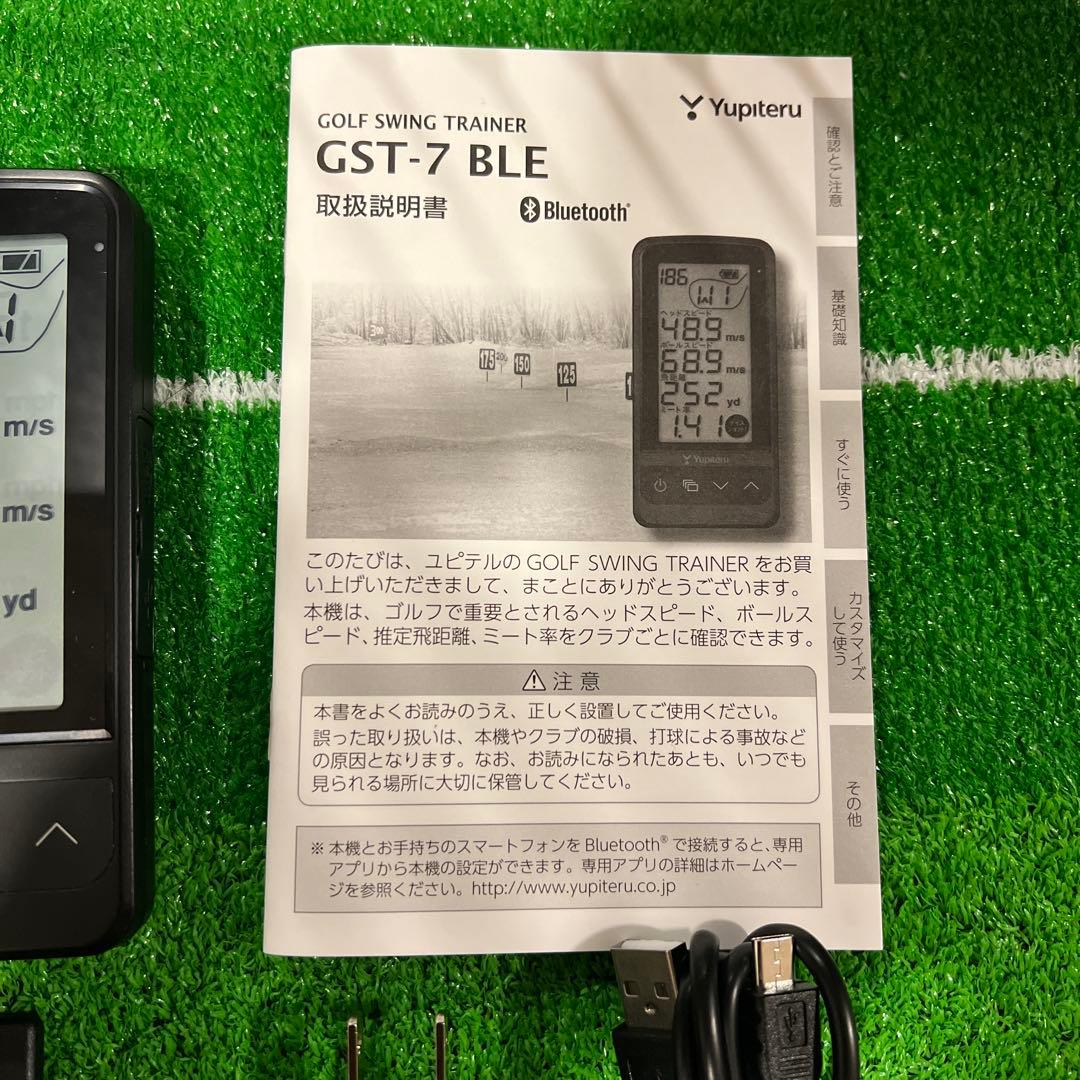 Yupiteru
GOLF SWING TRAINER
GST-7 BLE
取扱説明書
Bluetooth®
186
W1
ヘッドスピード
48.9 m/s
ボールスピード
68.9 m/s
飛距離
252 yd
ミート率
1.41
Yupiteru
300
175
200
150
125
1
このたびは、ユピテルの GOLF SWING TRAINER をお買
い上げいただきまして、まことにありがとうございます。
本機は、ゴルフで重要とされるヘッドスピード、ボールス
ピード、推定飛距離、ミート率をクラブごとに確認できます。
注意
本書をよくお読みのうえ、正しく設置してご使用ください。
誤った取り扱いは、本機やクラブの破損、打球による事故など
の原因となります。なお、お読みになられたあとも、いつでも
見られる場所に大切に保管してください。
※ 本機とお手持ちのスマートフォンを Bluetooth® で接続すると、専用
アプリから本機の設定ができます。専用アプリの詳細はホームペー
ジを参照ください。http://www.yupiteru.co.jp
確認とご注意
基礎知識
すぐに使う
カスタマイズ
して使う
その他
m/s
m/s
yd